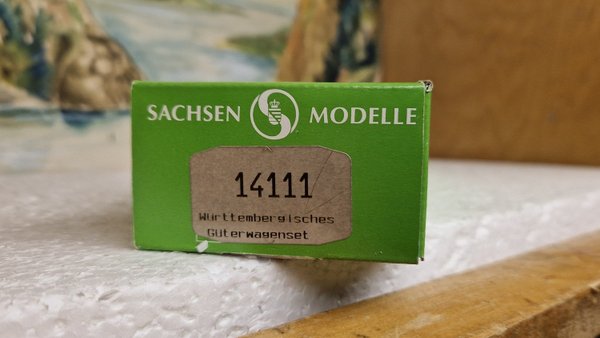 SACHSEN MODELLE
14111
Württembergisches
Güterwagenset